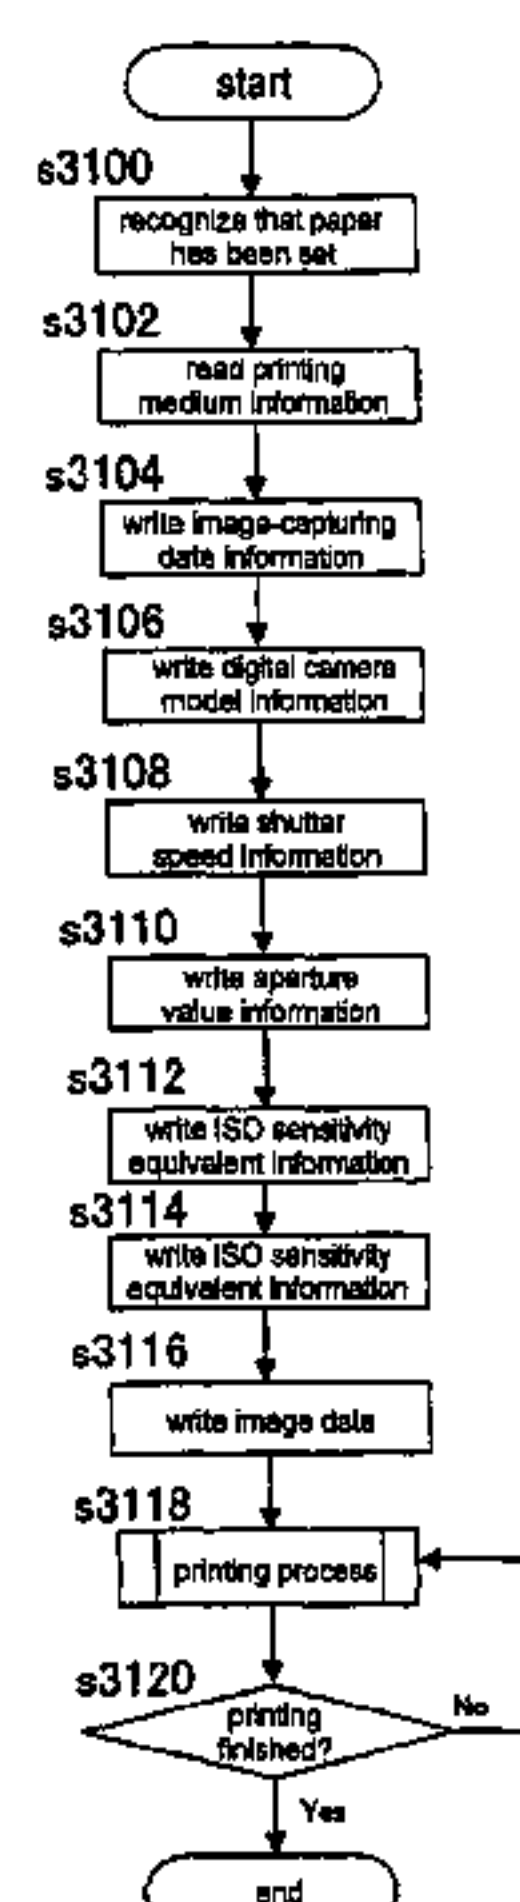 start
s3100
recognize that paper
has been set
s3102
read printing
medium information
s3104
write image-capturing
date information
s3106
write digital camera
model information
s3108
write shutter
speed information
s3110
write aperture
value information
s3112
write ISO sensitivity
equivalent information
s3114
write ISO sensitivity
equivalent information
s3116
write image data
s3118
printing process
s3120
printing
finished?
No
Yes
end